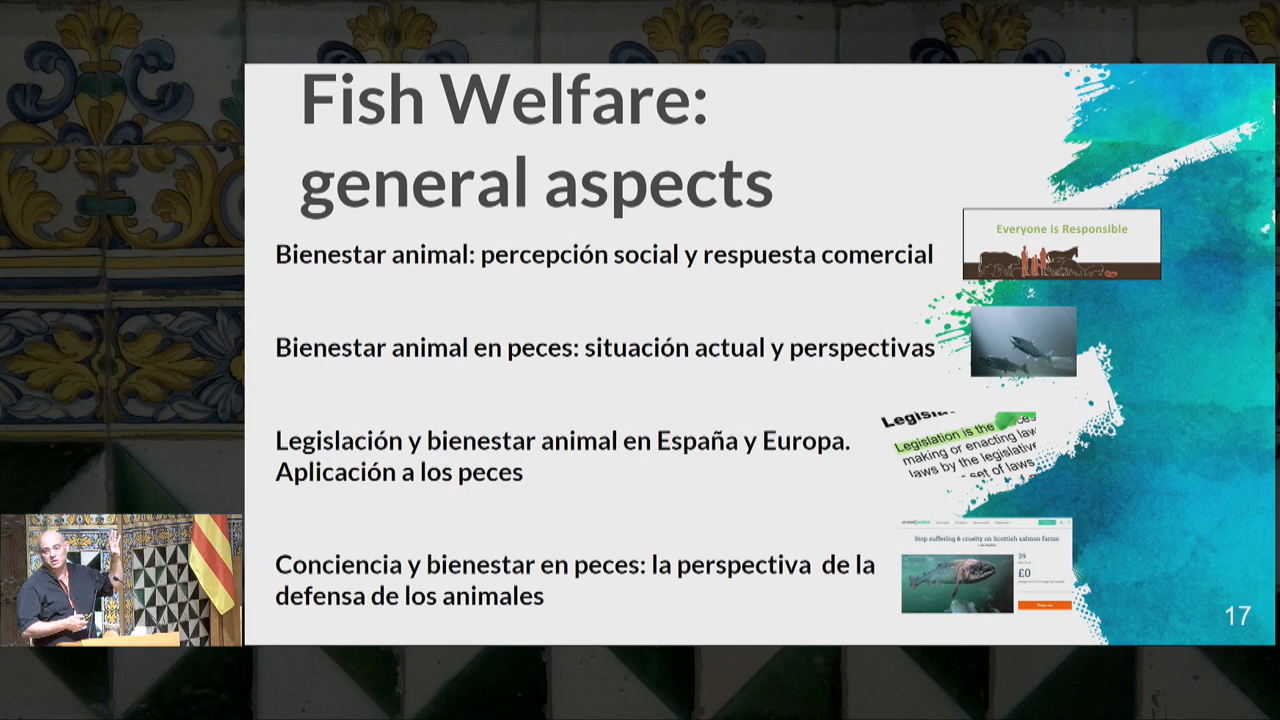 Fish Welfare:
general aspects
Bienestar animal: percepción social y respuesta comercial
Everyone is Responsible
Bienestar animal en peces: situación actual y perspectivas
Legislación y bienestar animal en España y Europa.
Aplicación a los peces
Legislation is the
making or enacting law
laws by the legislative
set of laws
Conciencia y bienestar en peces: la perspectiva de la
defensa de los animales
Stop suffering & cruelty on Scottish salmon farms
29
£0
17